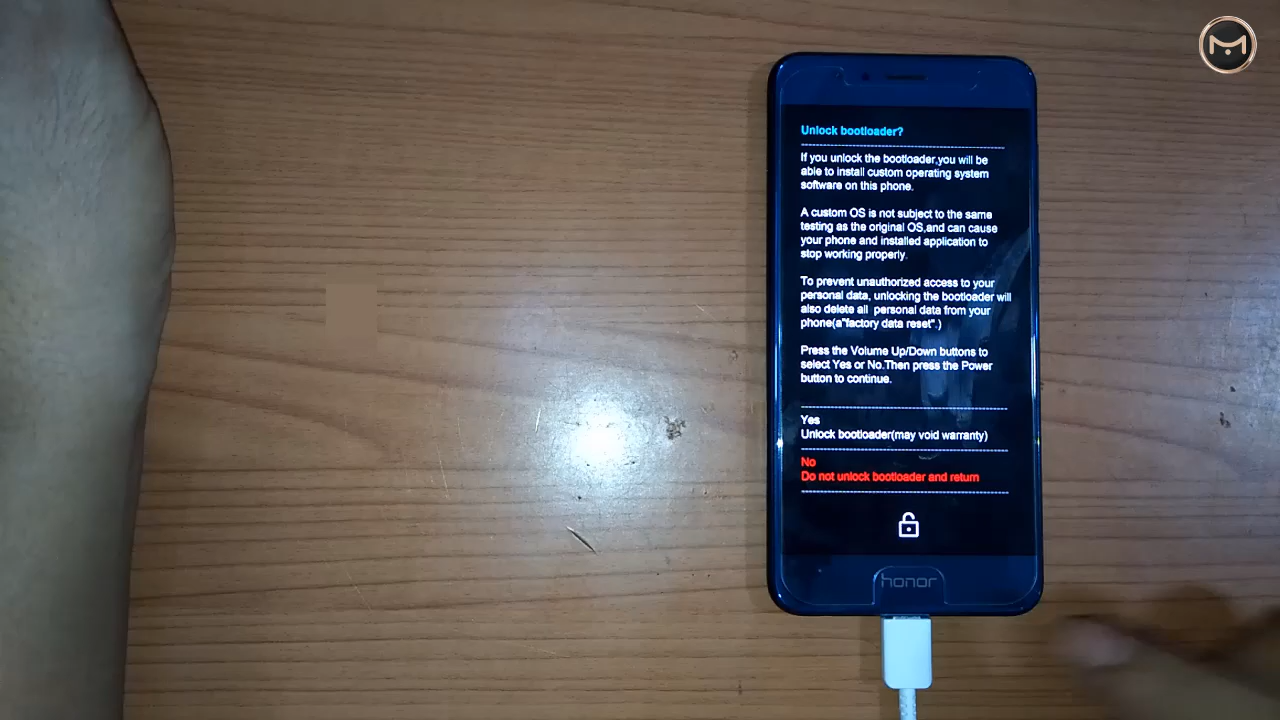 Unlock bootloader?
If you unlock the bootloader,you will be
able to install custom operating system
software on this phone.
A custom OS is not subject to the same
testing as the original OS,and can cause
your phone and installed application to
stop working properly.
To prevent unauthorized access to your
personal data, unlocking the bootloader will
also delete all personal data from your
phone(a"factory data reset".)
Press the Volume Up/Down buttons to
select Yes or No.Then press the Power
button to continue.
Yes
Unlock bootloader(may void warranty)
No
Do not unlock bootloader and return
honor